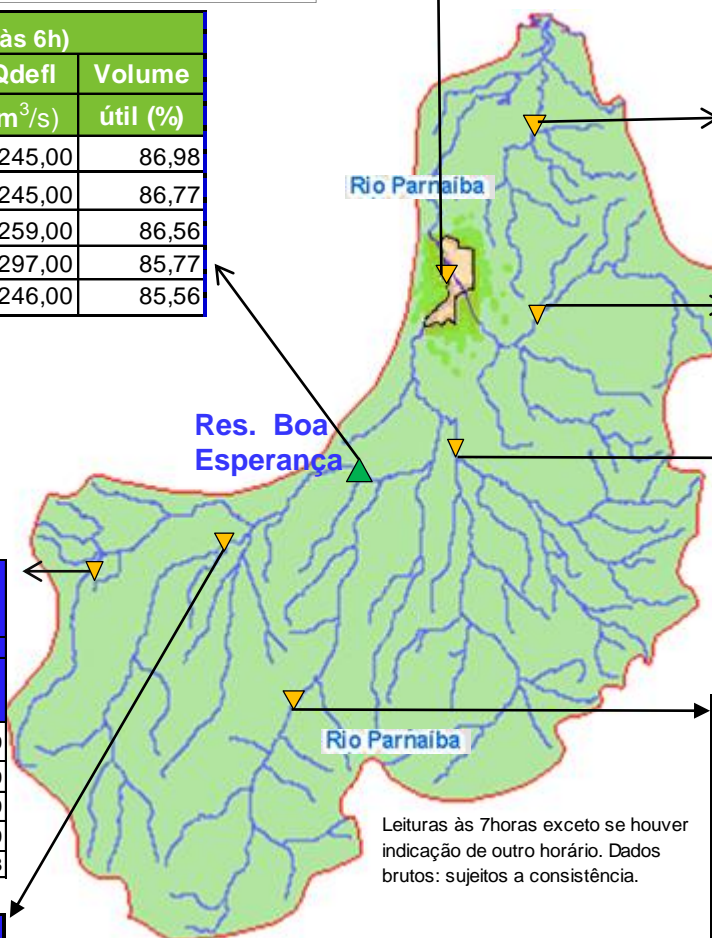 às 6h)
Qdefl Volume
m³/s) útil (%)
245,00 86,98
245,00 86,77
259,00 86,56
297,00 85,77
246,00 85,56
Rio Parnaíba
Res. Boa
Esperança
Rio Parnaíba
Leituras às 7horas exceto se houver
indicação de outro horário. Dados
brutos: sujeitos a consistência.